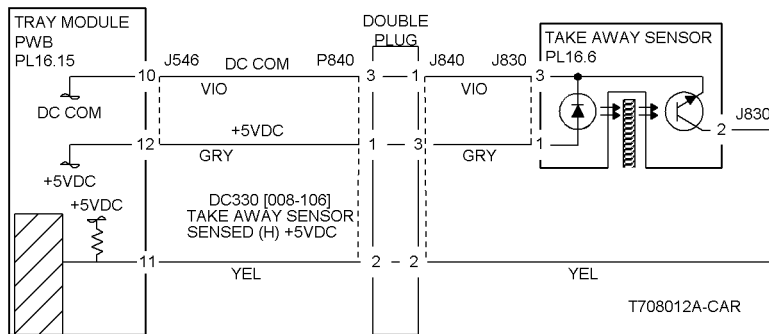 TRAY MODULE
PWB
PL16.15
DOUBLE
PLUG
TAKE AWAY SENSOR
PL16.6
J546 DC COM P840 J840 J830
10 3 1 3
DC COM VIO VIO
J830
2
+5VDC
12 1 3 1
+5VDC GRY GRY
+5VDC
DC330 [008-106]
TAKE AWAY SENSOR
SENSED (H) +5VDC
11 2 2
YEL YEL
T708012A-CAR